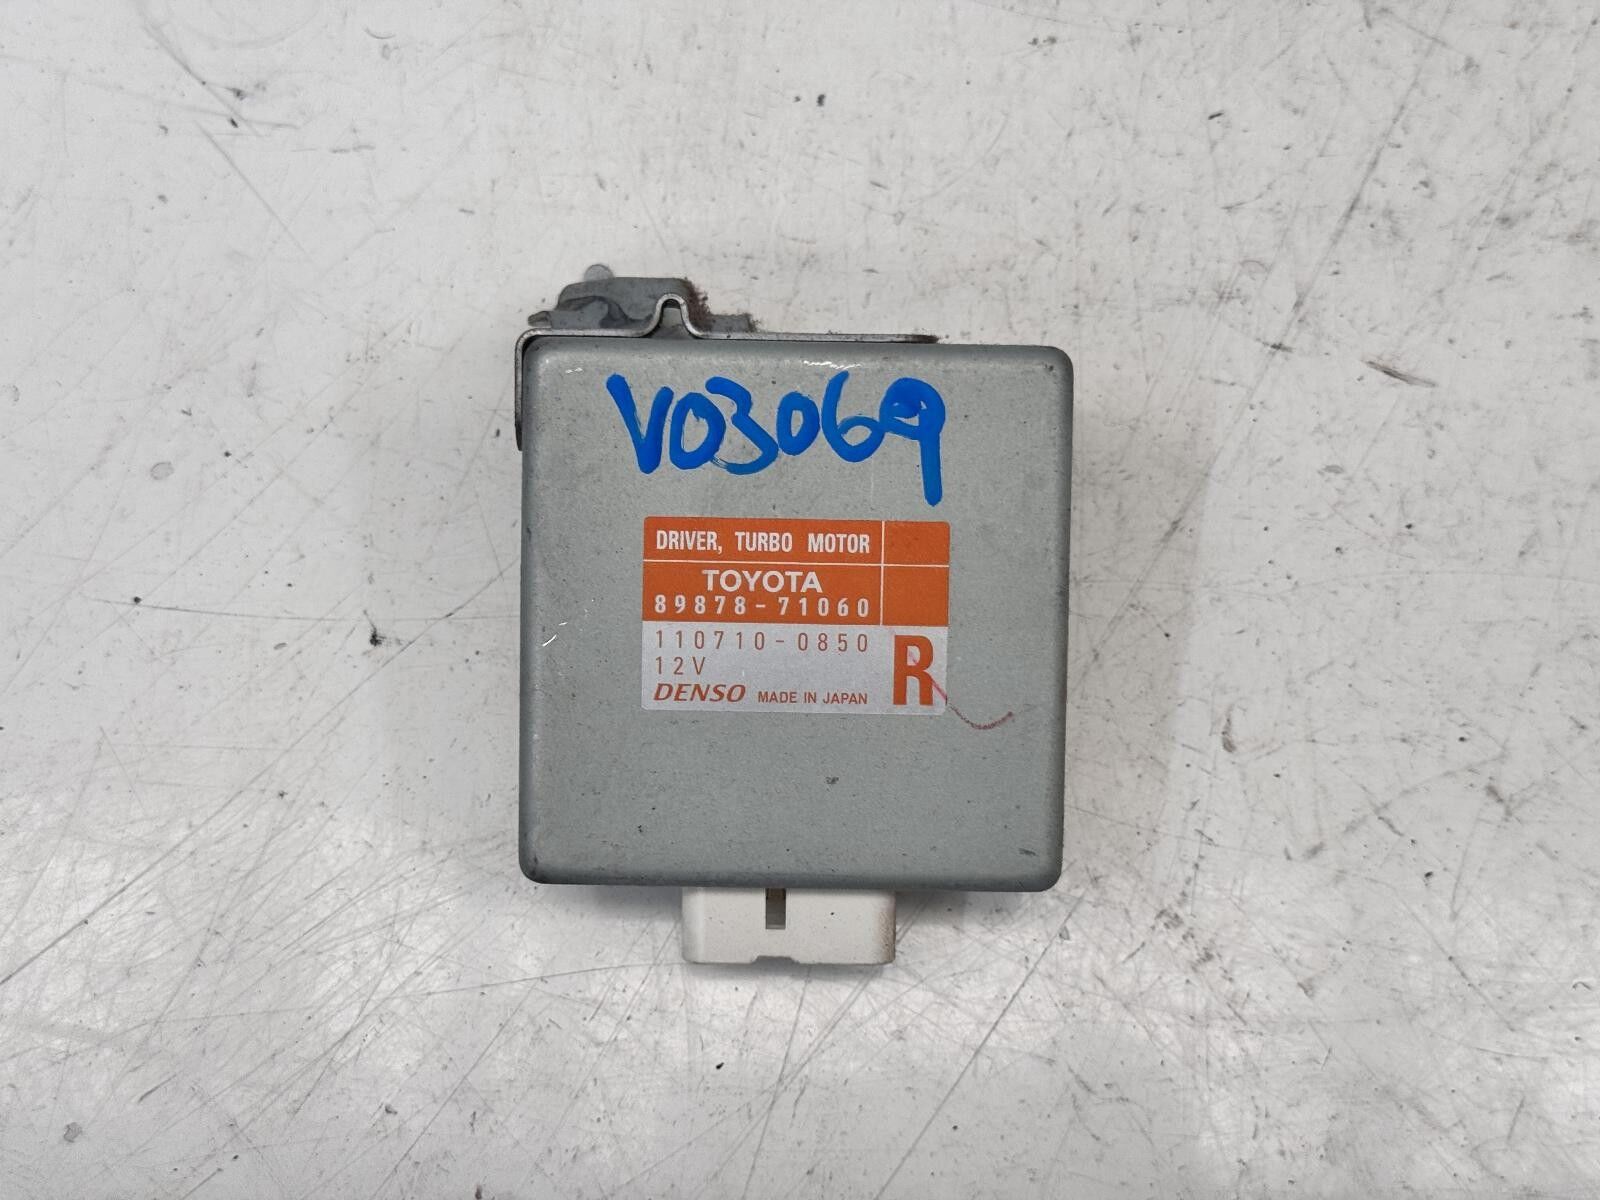 V03069
DRIVER, TURBO MOTOR
TOYOTA
89878-71060
110710-0850
12V
R
DENSO MADE IN JAPAN